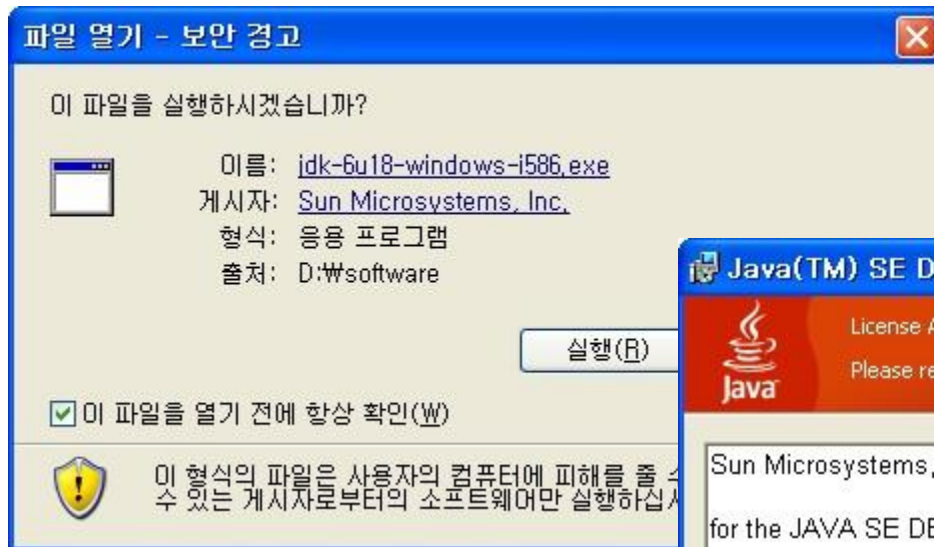 파일 열기 - 보안 경고
이 파일을 실행하시겠습니까?
이름: jdk-6u18-windows-i586.exe
게시자: Sun Microsystems, Inc.
형식: 응용 프로그램
출처: D:₩software
실행(R)
이 파일을 열기 전에 항상 확인(W)
이 형식의 파일은 사용자의 컴퓨터에 피해를 줄
수 있는 게시자로부터의 소프트웨어만 실행하십시
Java(TM) SE D
License A
Please re
Java
Sun Microsystems,
for the JAVA SE DE